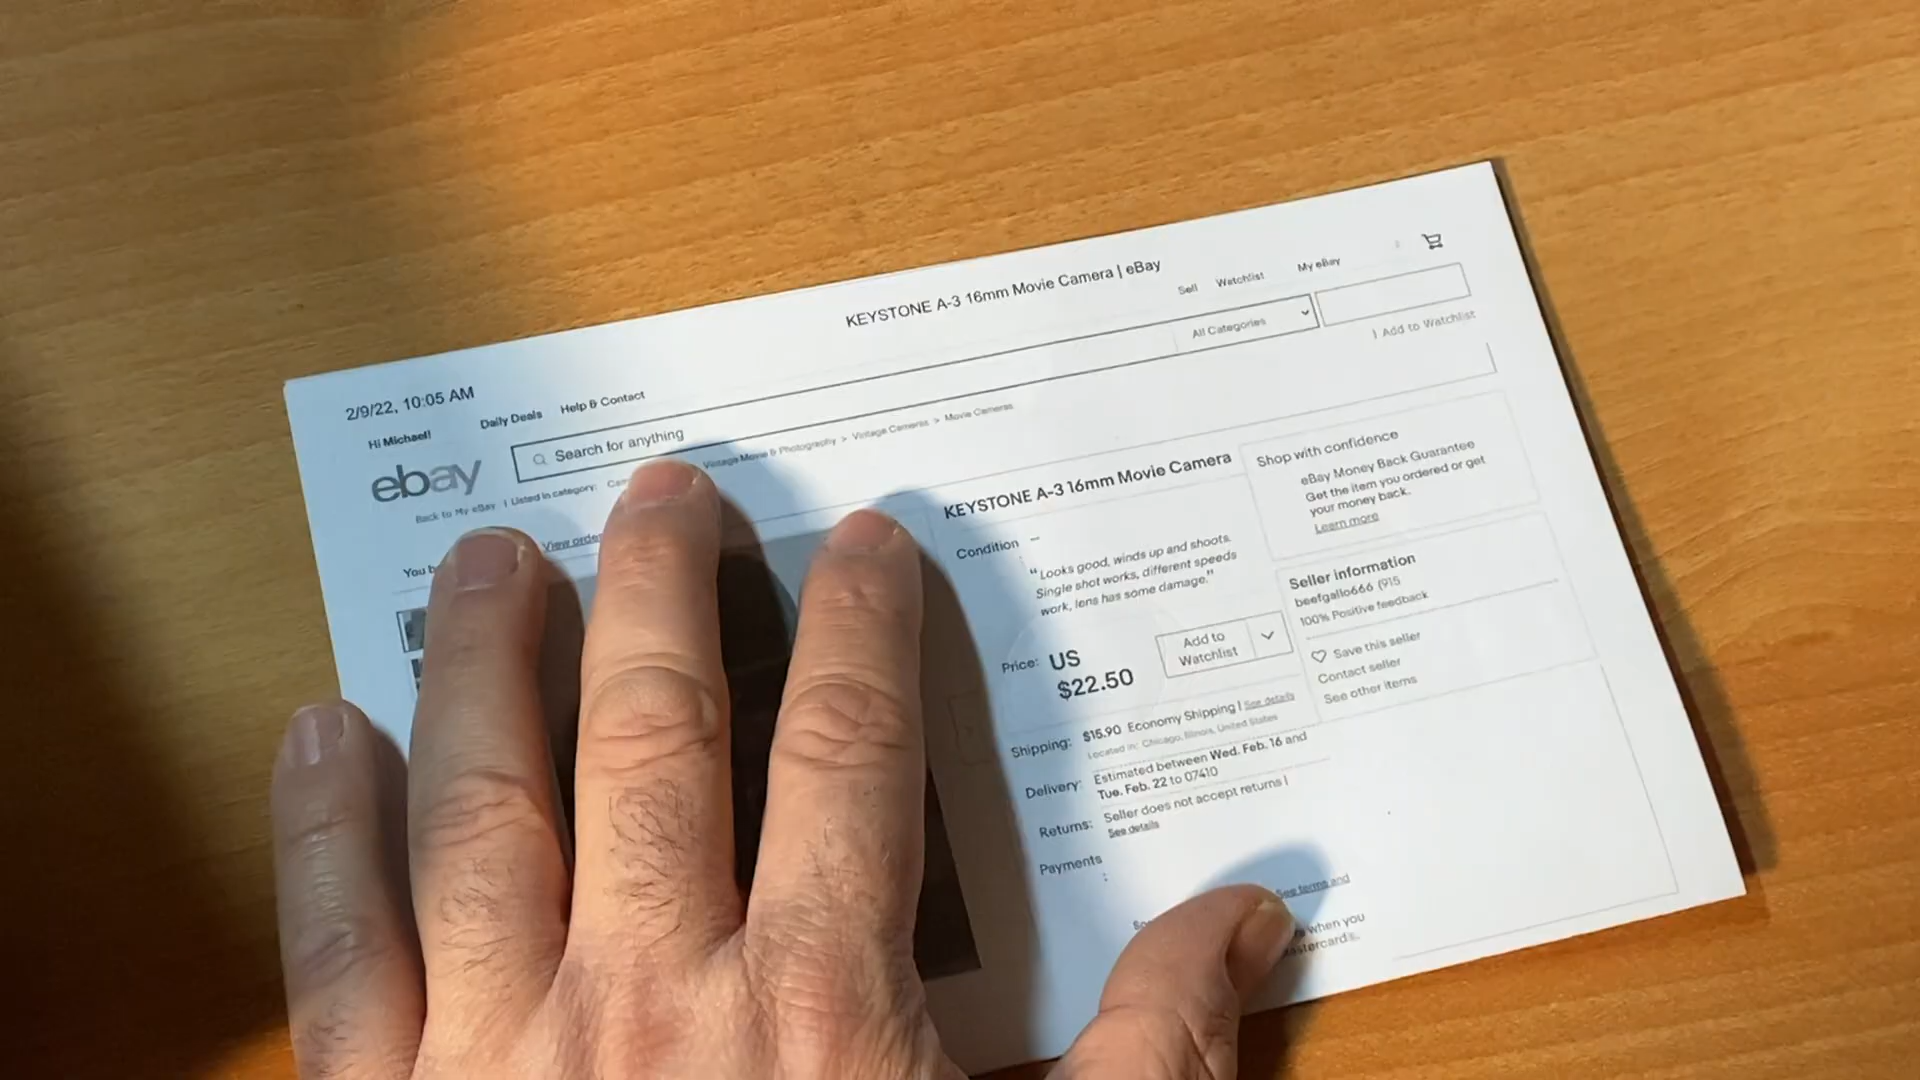 KEYSTONE A-3 16mm Movie Camera | eBay
2/9/22, 10:05 AM
Hi Michael!
Daily Deals
Help & Contact
Sell
Watchlist
My eBay
ebay
Search for anything
All Categories
Back to My eBay | Listed in category:
Vintage Movie & Photography > Vintage Cameras > Movie Cameras
| Add to Watchlist
You
View order
KEYSTONE A-3 16mm Movie Camera
Condition –
:
"Looks good, winds up and shoots.
Single shot works, different speeds
work, lens has some damage."
Price: US
$22.50
Add to
Watchlist
Shipping: $15.90 Economy Shipping | See details
Located in: Chicago, Illinois, United States
Delivery: Estimated between Wed. Feb. 16 and
Tue. Feb. 22 to 07410
Returns: Seller does not accept returns |
See details
Payments
:
See terms and
when you
Shop with confidence
eBay Money Back Guarantee
Get the item you ordered or get
your money back.
Learn more
Seller information
beefgallo666 (915
100% Positive feedback
Save this seller
Contact seller
See other items